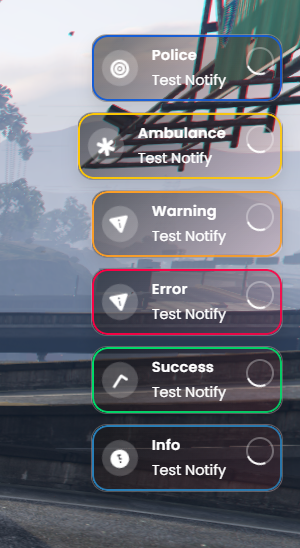 Police
Test Notify
Ambulance
Test Notify
Warning
Test Notify
Error
Test Notify
Success
Test Notify
Info
Test Notify